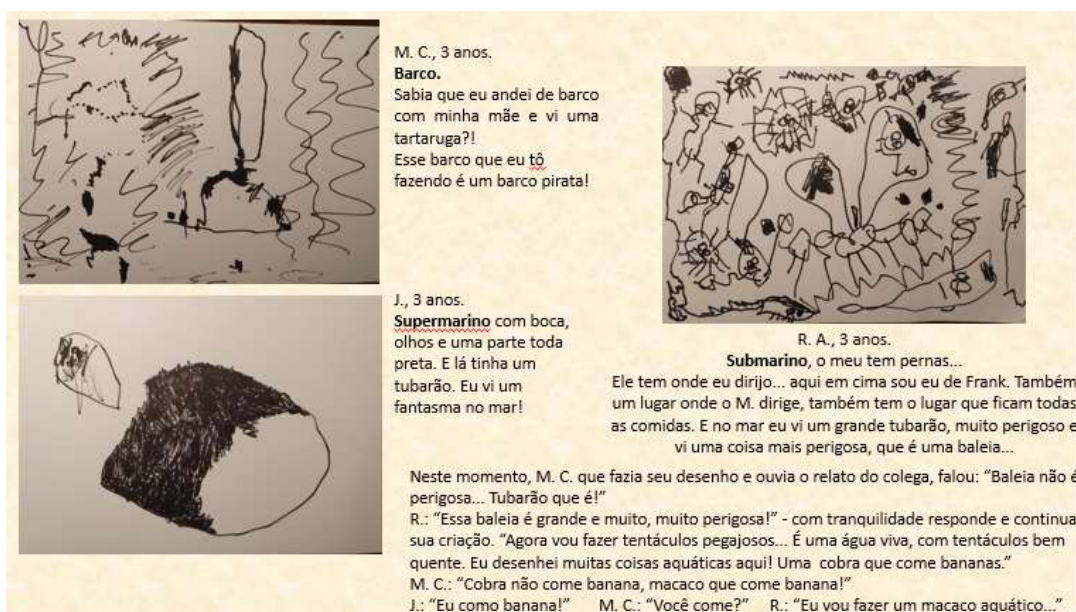 M. C., 3 anos.
Barco.
Sabia que eu andei de barco
com minha mãe e vi uma
tartaruga?!
Esse barco que eu tô
fazendo é um barco pirata!
J., 3 anos.
Supermarino com boca,
olhos e uma parte toda
preta. E lá tinha um
tubarão. Eu vi um
fantasma no mar!
R. A., 3 anos.
Submarino, o meu tem pernas...
Ele tem onde eu dirijo... aqui em cima sou eu de Frank. Também
um lugar onde o M. dirige, também tem o lugar que ficam todas
as comidas. E no mar eu vi um grande tubarão, muito perigoso e
vi uma coisa mais perigosa, que é uma baleia...
Neste momento, M. C. que fazia seu desenho e ouvia o relato do colega, falou: “Baleia não é
perigosa... Tubarão que é!”
R.: “Essa baleia é grande e muito, muito perigosa!” - com tranquilidade responde e continua
sua criação. “Agora vou fazer tentáculos pegajosos... É uma água viva, com tentáculos bem
quente. Eu desenhei muitas coisas aquáticas aqui! Uma cobra que come bananas.”
M. C.: “Cobra não come banana, macaco que come banana!”
J.: “Eu como banana!” M. C.: “Você come?” R.: “Eu vou fazer um macaco aquático...”